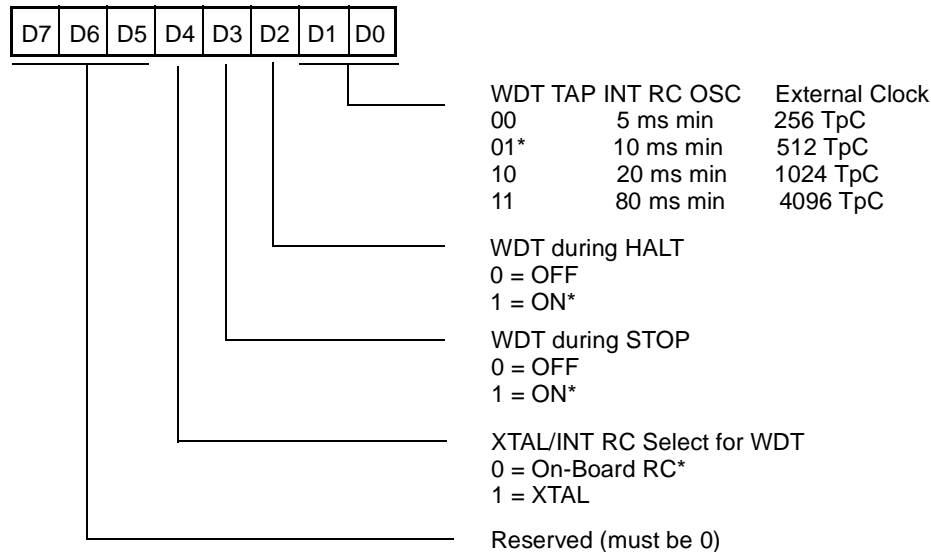 D7 D6 D5 D4 D3 D2 D1 D0
WDT TAP INT RC OSC External Clock
00 5 ms min 256 TpC
01* 10 ms min 512 TpC
10 20 ms min 1024 TpC
11 80 ms min 4096 TpC
WDT during HALT
0 = OFF
1 = ON*
WDT during STOP
0 = OFF
1 = ON*
XTAL/INT RC Select for WDT
0 = On-Board RC*
1 = XTAL
Reserved (must be 0)